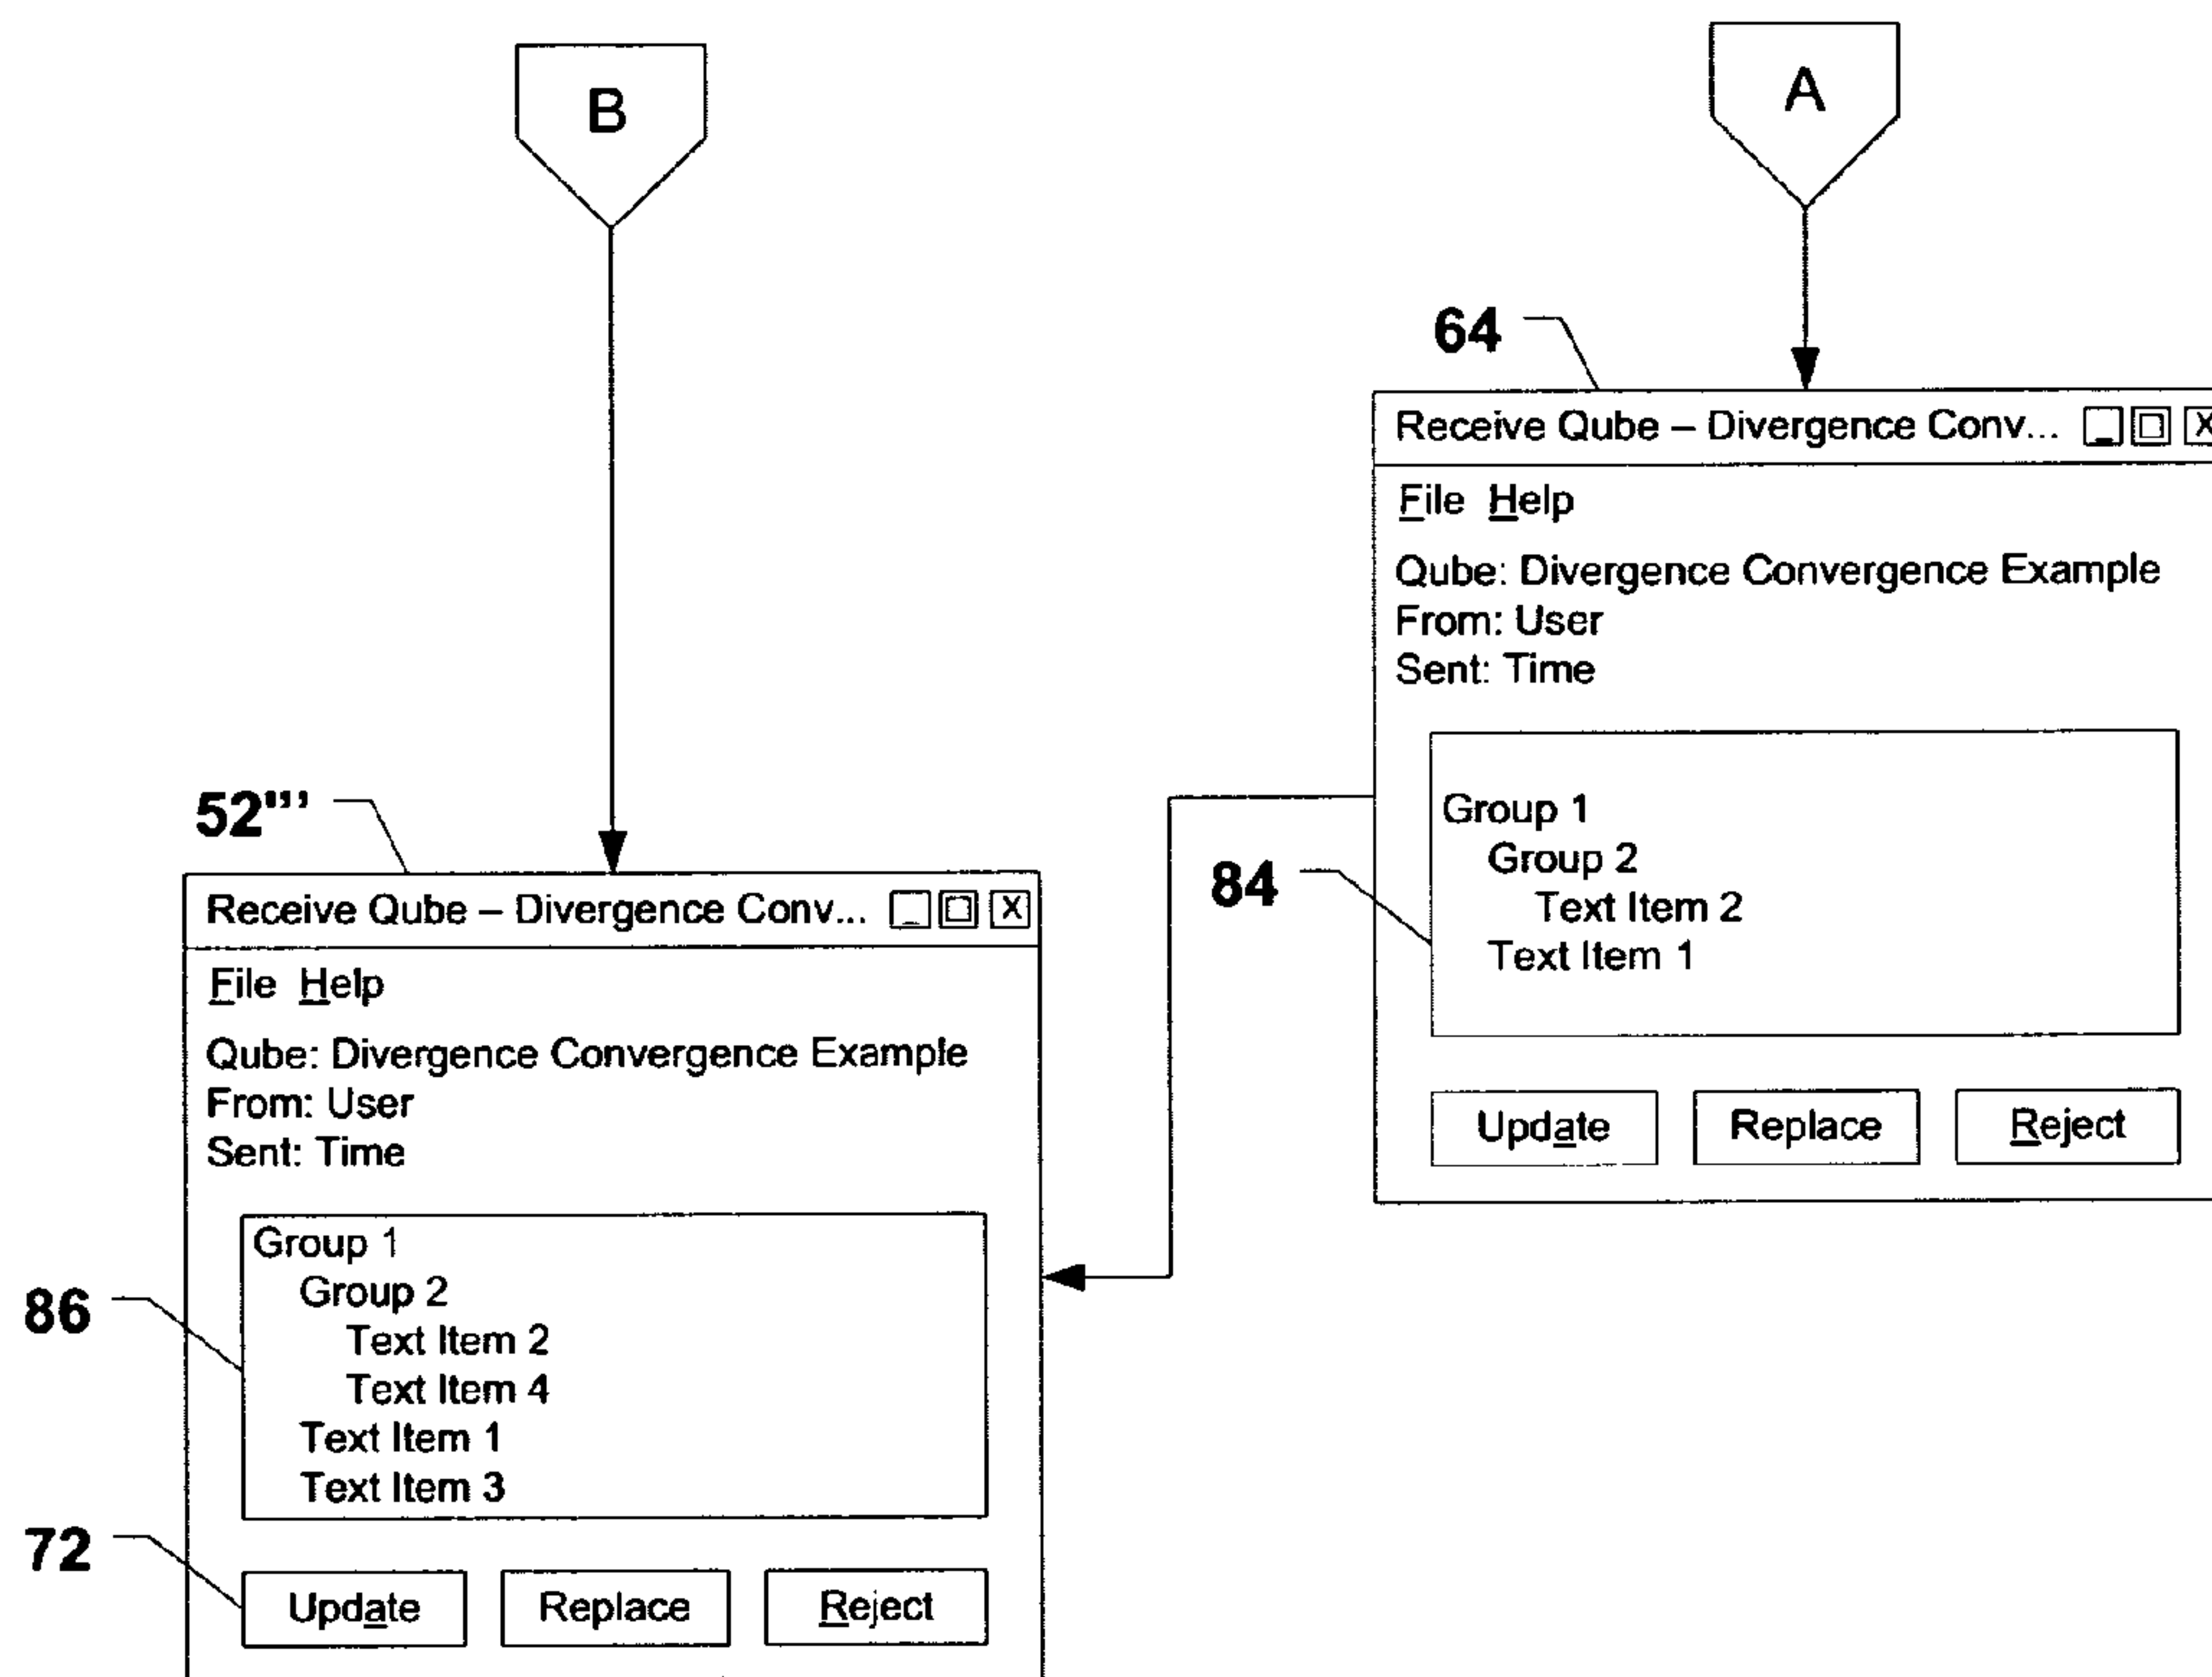 B
A
64
Receive Qube – Divergence Conv... _ □ X
File Help
Qube: Divergence Convergence Example
From: User
Sent: Time
84
Group 1
Group 2
Text Item 2
Text Item 1
Update Replace Reject
52"'
Receive Qube – Divergence Conv... _ □ X
File Help
Qube: Divergence Convergence Example
From: User
Sent: Time
86
Group 1
Group 2
Text Item 2
Text Item 4
Text Item 1
Text Item 3
72
Update Replace Reject